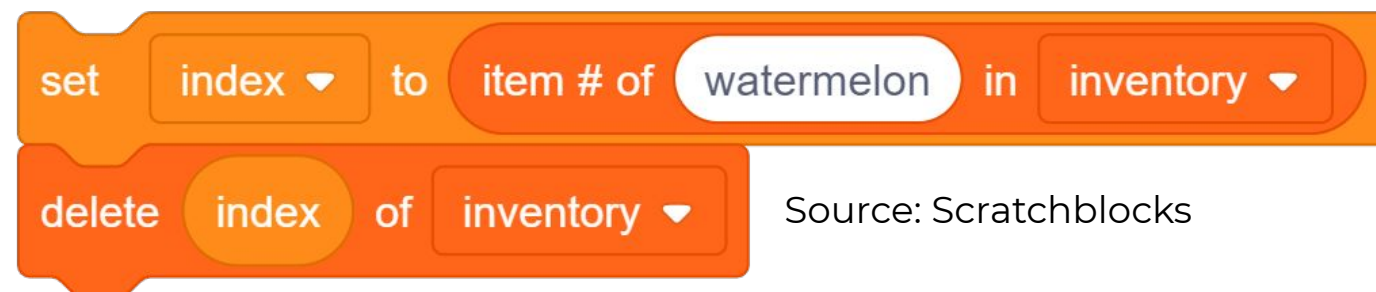 set index to item # of watermelon in inventory
delete index of inventory
Source: Scratchblocks